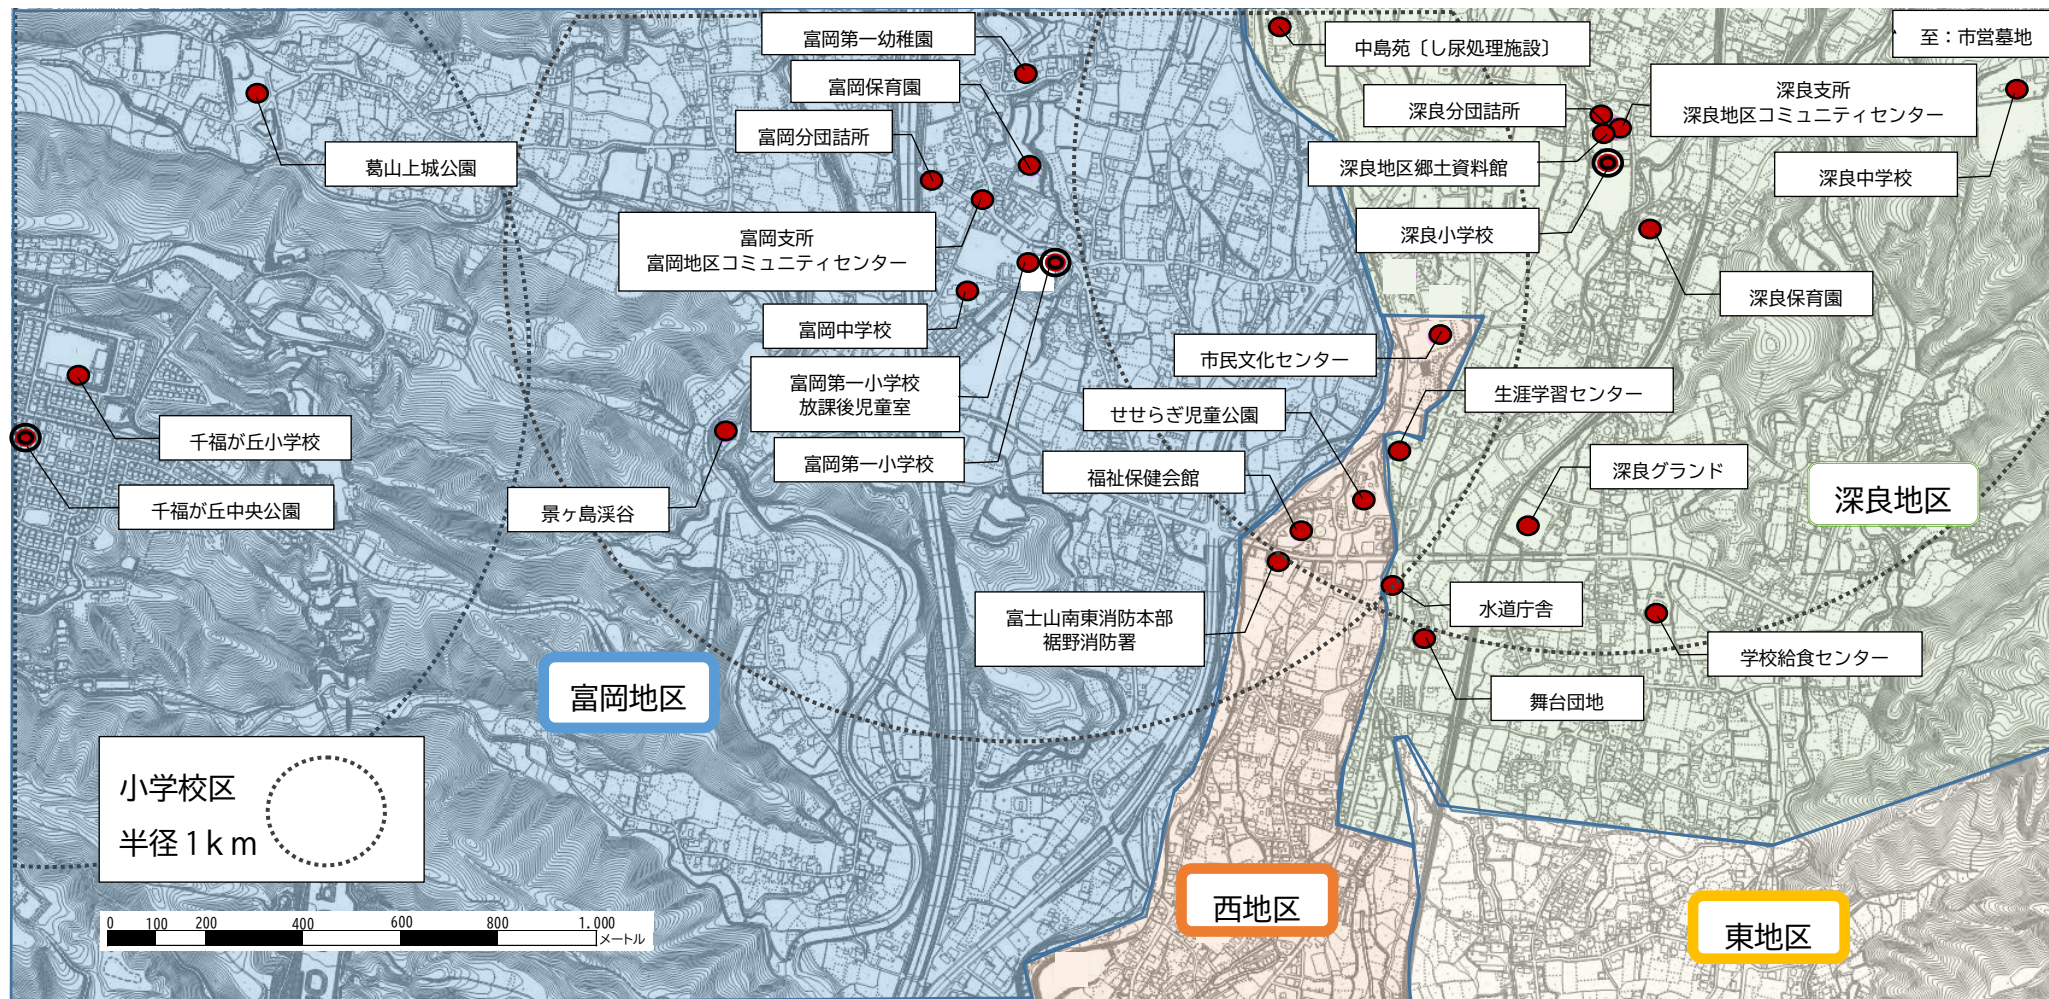 富岡第一幼稚園
中島苑〔し尿処理施設〕
至：市営墓地
富岡保育園
深良分団詰所
深良支所
深良地区コミュニティセンター
富岡分団詰所
葛山上城公園
深良地区郷土資料館
深良中学校
富岡支所
富岡地区コミュニティセンター
深良小学校
深良保育園
富岡中学校
市民文化センター
富岡第一小学校
放課後児童室
せせらぎ児童公園
生涯学習センター
千福が丘小学校
富岡第一小学校
福祉保健会館
深良グランド
深良地区
千福が丘中央公園
景ヶ島渓谷
富士山南東消防本部
裾野消防署
水道庁舎
学校給食センター
富岡地区
舞台団地
小学校区
半径１ｋｍ
西地区
東地区
0 100 200 400 600 800 1,000
メートル